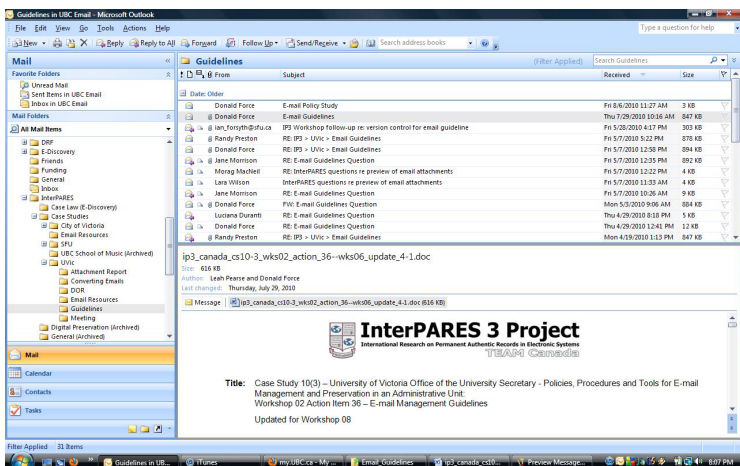 Guidelines in UBC Email - Microsoft Outlook
File Edit View Go Tools Actions Help
Type a question for help
New Reply Reply to All Forward Follow Up Send/Receive Search address books
Mail
Favorite Folders
Unread Mail
Sent Items in UBC Email
Inbox in UBC Email
Mail Folders
All Mail Items
DRF
E-Discovery
Friends
Funding
General
Inbox
InterPARES
Case Law (E-Discovery)
Case Studies
City of Victoria
Email Resources
SFU
UBC School of Music (Archived)
UVic
Attachment Report
Converting Emails
DOR
Email Resources
Guidelines
Meeting
Digital Preservation (Archived)
General (Archived)
Mail
Calendar
Contacts
Tasks
Guidelines (Filter Applied) Search Guidelines
From Subject Received Size
Date: Older
Donald Force E-mail Policy Study Fri 8/6/2010 11:27 AM 3 KB
Donald Force E-mail Guidelines Thu 7/29/2010 10:16 AM 847 KB
ian_forsyth@sfu.ca IP3 Workshop follow-up re: version control for email guideline Fri 5/28/2010 4:17 PM 303 KB
Randy Preston RE: IP3 > UVic > Email Guidelines Fri 5/7/2010 5:22 PM 878 KB
Donald Force RE: IP3 > UVic > Email Guidelines Fri 5/7/2010 12:58 PM 894 KB
Jane Morrison RE: E-mail Guidelines Question Fri 5/7/2010 12:35 PM 892 KB
Morag MacNeil RE: InterPARES questions re preview of email attachments Fri 5/7/2010 12:22 PM 4 KB
Lara Wilson InterPARES questions re preview of email attachments Fri 5/7/2010 11:33 AM 4 KB
Jane Morrison RE: E-mail Guidelines Question Fri 5/7/2010 10:26 AM 9 KB
Donald Force FW: E-mail Guidelines Question Mon 5/3/2010 9:06 AM 884 KB
Luciana Duranti RE: E-mail Guidelines Question Thu 4/29/2010 8:18 PM 5 KB
Donald Force RE: E-mail Guidelines Question Thu 4/29/2010 12:41 PM 12 KB
Randy Preston RE: IP3 > UVic > Email Guidelines Mon 4/19/2010 1:13 PM 847 KB
ip3_canada_cs10-3_wks02_action_36--wks06_update_4-1.doc
Size: 616 KB
Author: Leah Pearse and Donald Force
Last changed: Thursday, July 29, 2010
Message ip3_canada_cs10-3_wks02_action_36--wks06_update_4-1.doc (616 KB)
InterPARES 3 Project
International Research on Permanent Authentic Records in Electronic Systems
TEAM Canada
Title: Case Study 10(3) – University of Victoria Office of the University Secretary - Policies, Procedures and Tools for E-mail
Management and Preservation in an Administrative Unit:
Workshop 02 Action Item 36 – E-mail Management Guidelines
Updated for Workshop 08
Filter Applied 31 Items
Guidelines in UB... iTunes my.UBC.ca - My ... Email_Guidelines ip3_canada_cs10... Preview Message... 8:07 PM